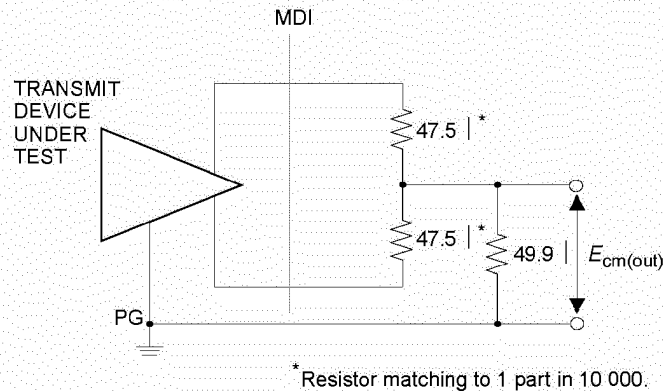 MDI
TRANSMIT
DEVICE
UNDER
TEST
47.5 | *
47.5 | *
49.9 |
Ecm(out)
PG
* Resistor matching to 1 part in 10 000.